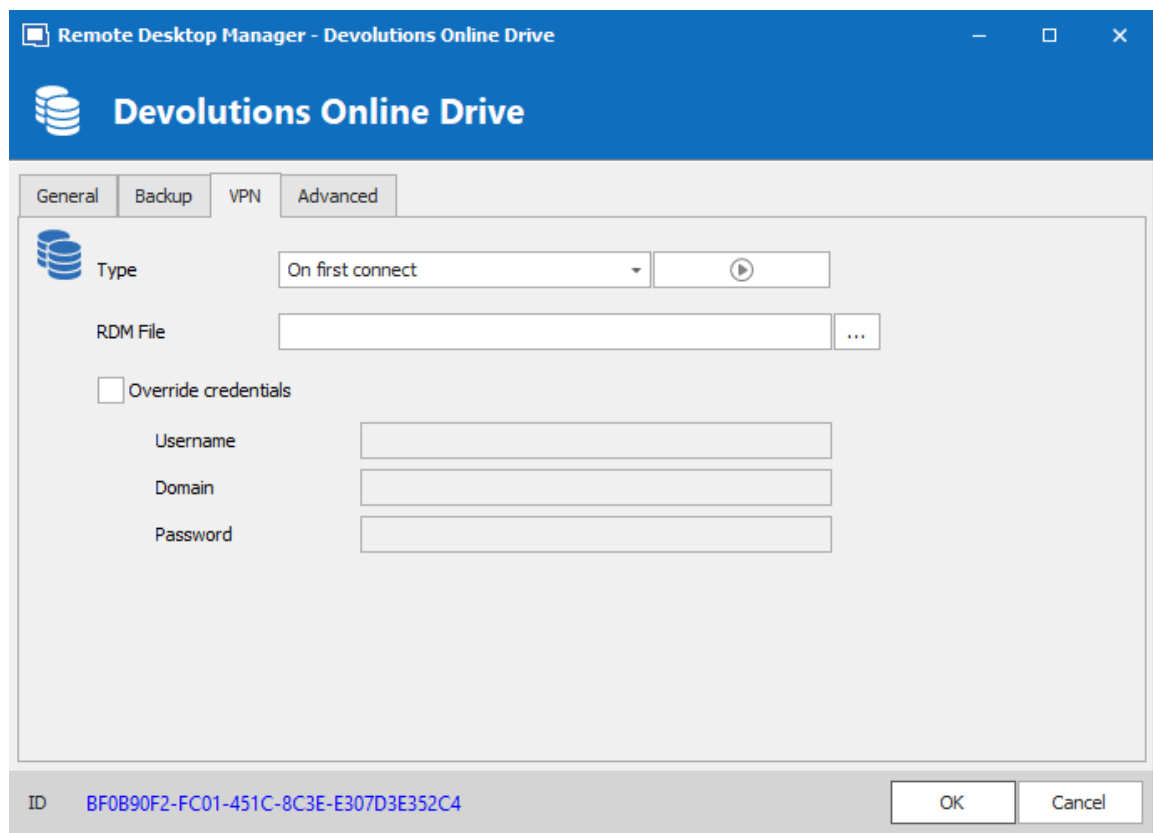 Remote Desktop Manager - Devolutions Online Drive
Devolutions Online Drive
General Backup VPN Advanced
Type On first connect
RDM File ...
Override credentials
Username
Domain
Password
ID BF0B90F2-FC01-451C-8C3E-E307D3E352C4 OK Cancel